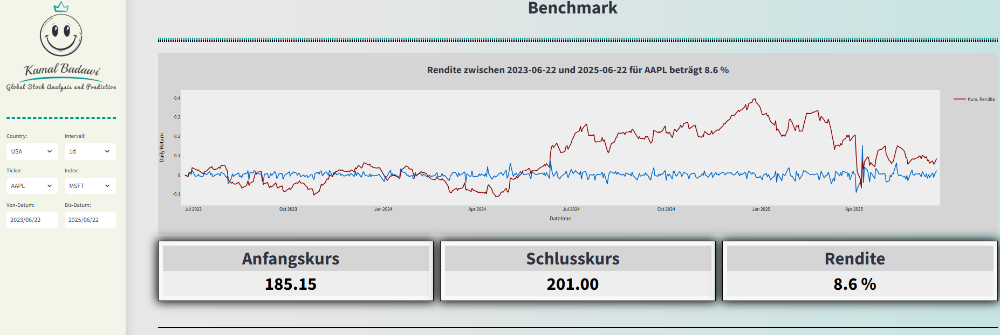 Kamal Badawi
Global Stock Analysis and Prediction
Country:
Intervall:
USA
1d
Ticker:
Index:
AAPL
MSFT
Von-Datum:
Bis-Datum:
2023/06/22
2025/06/22
Benchmark
Rendite zwischen 2023-06-22 und 2025-06-22 für AAPL beträgt 8.6 %
Daily Return
0.4
0.3
0.2
0.1
0
−0.1
Jul 2023
Oct 2023
Jan 2024
Apr 2024
Jul 2024
Oct 2024
Jan 2025
Apr 2025
Datetime
Kum. Rendite
Anfangskurs
185.15
Schlusskurs
201.00
Rendite
8.6 %